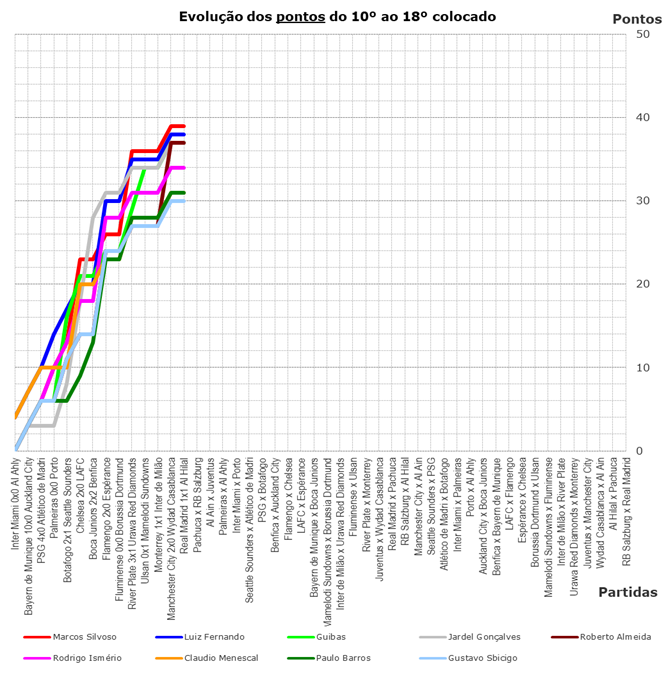 Evolução dos pontos do 10º ao 18º colocado
Pontos
50
40
30
20
10
0
Inter Miami 0x0 Al Ahly
Bayern de Munique 10x0 Auckland City
PSG 4x0 Atlético de Madri
Palmeiras 0x0 Porto
Botafogo 2x1 Seattle Sounders
Chelsea 2x0 LAFC
Boca Juniors 2x2 Benfica
Flamengo 2x0 Espérance
Fluminense 0x0 Borussia Dortmund
River Plate 3x1 Urawa Red Diamonds
Ulsan 0x1 Mamelodi Sundowns
Monterrey 1x1 Inter de Milão
Manchester City 2x0 Wydad Casablanca
Real Madrid 1x1 Al Hilal
Pachuca x RB Salzburg
Al Ain x Juventus
Palmeiras x Al Ahly
Inter Miami x Porto
Seattle Sounders x Atlético de Madri
PSG x Botafogo
Benfica x Auckland City
Flamengo x Chelsea
LAFC x Espérance
Bayern de Munique x Boca Juniors
Mamelodi Sundowns x Borussia Dortmund
Inter de Milão x Urawa Red Diamonds
Fluminense x Ulsan
River Plate x Monterrey
Juventus x Wydad Casablanca
Real Madrid x Pachuca
RB Salzburg x Al Hilal
Manchester City x Al Ain
Seattle Sounders x PSG
Atlético de Madri x Botafogo
Inter Miami x Palmeiras
Porto x Al Ahly
Auckland City x Boca Juniors
Benfica x Bayern de Munique
LAFC x Flamengo
Espérance x Chelsea
Borussia Dortmund x Ulsan
Mamelodi Sundowns x Fluminense
Inter de Milão x River Plate
Urawa Red Diamonds x Monterrey
Juventus x Manchester City
Wydad Casablanca x Al Ain
Al Hilal x Pachuca
RB Salzburg x Real Madrid
Partidas
Marcos Silvoso Luiz Fernando Guibas Jardel Gonçalves Roberto Almeida
Rodrigo Ismério Claudio Menescal Paulo Barros Gustavo Sbicigo